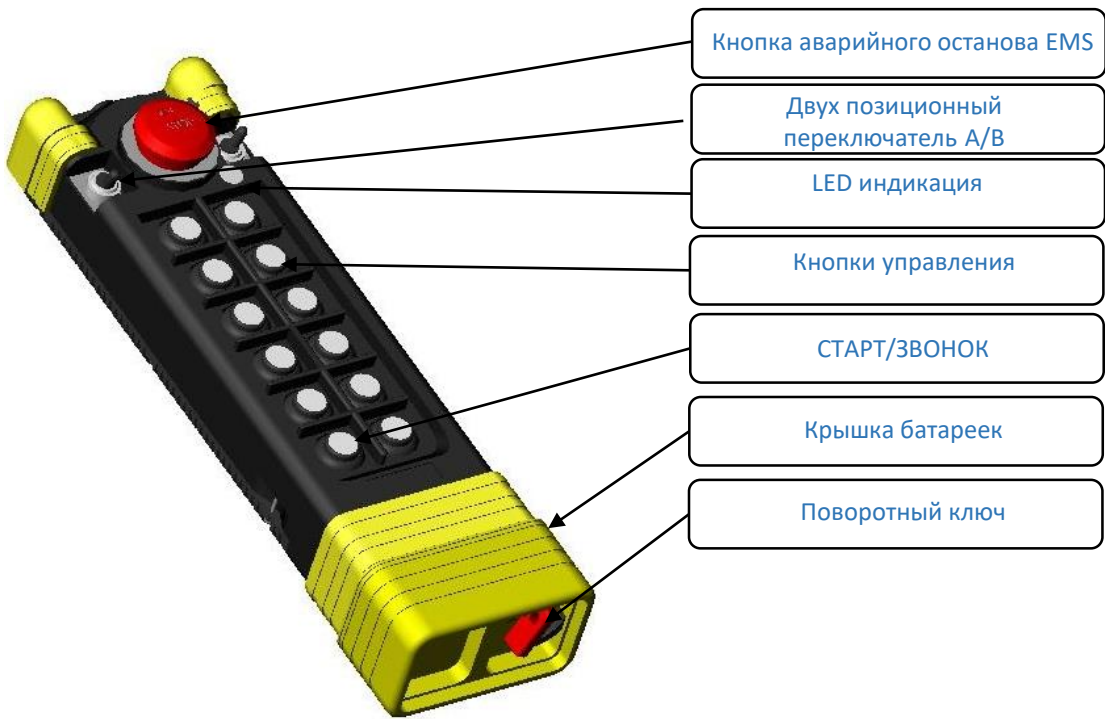 Кнопка аварийного останова EMS
Двух позиционный
переключатель А/В
LED индикация
Кнопки управления
СТАРТ/ЗВОНОК
Крышка батареек
Поворотный ключ